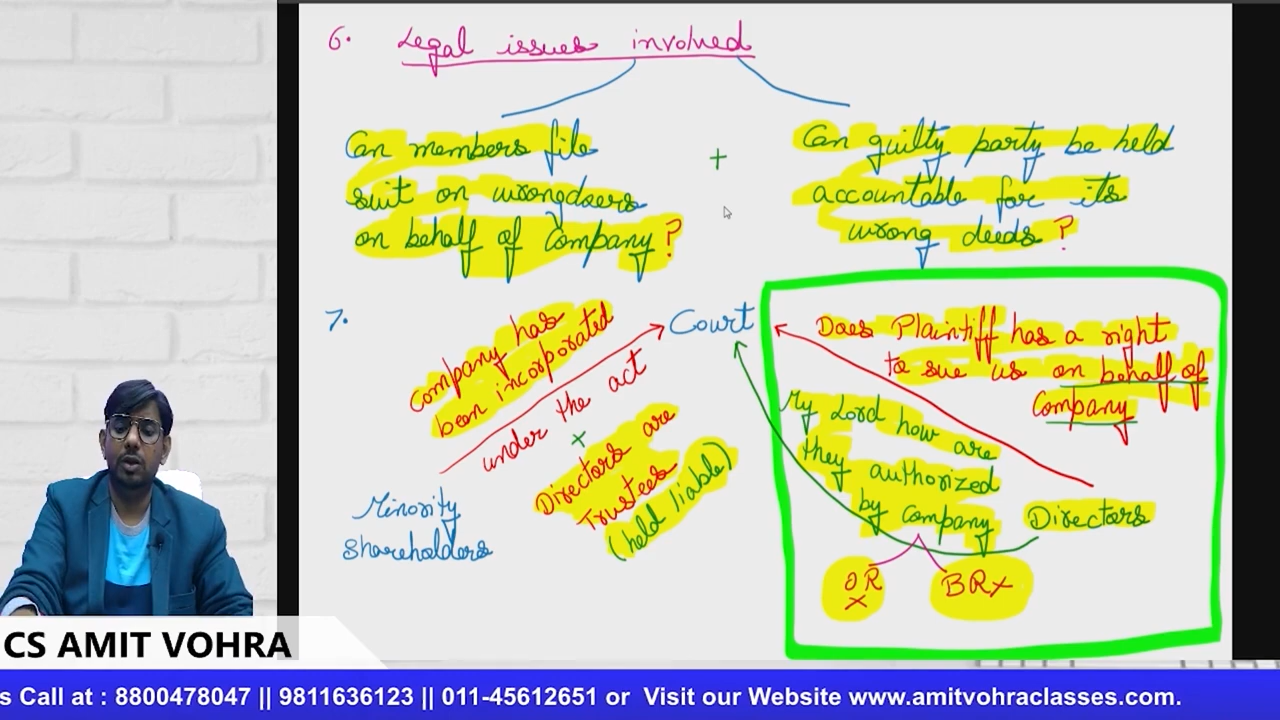 6. Legal issues involved
Can members file
suit on wrongdoers
on behalf of Company?
+
Can guilty party be held
accountable for its
wrong deeds?
7.
Company has
been incorporated
under the act
+
Directors are
Trustees
(held liable)
Minority
shareholders
Court
Does Plaintiff has a right
to sue us on behalf of
Company
My Lord how are
they authorized
by Company
Directors
OR x
BRx
CS AMIT VOHRA
s Call at : 8800478047 || 9811636123 || 011-45612651 or Visit our Website www.amitvohraclasses.com.